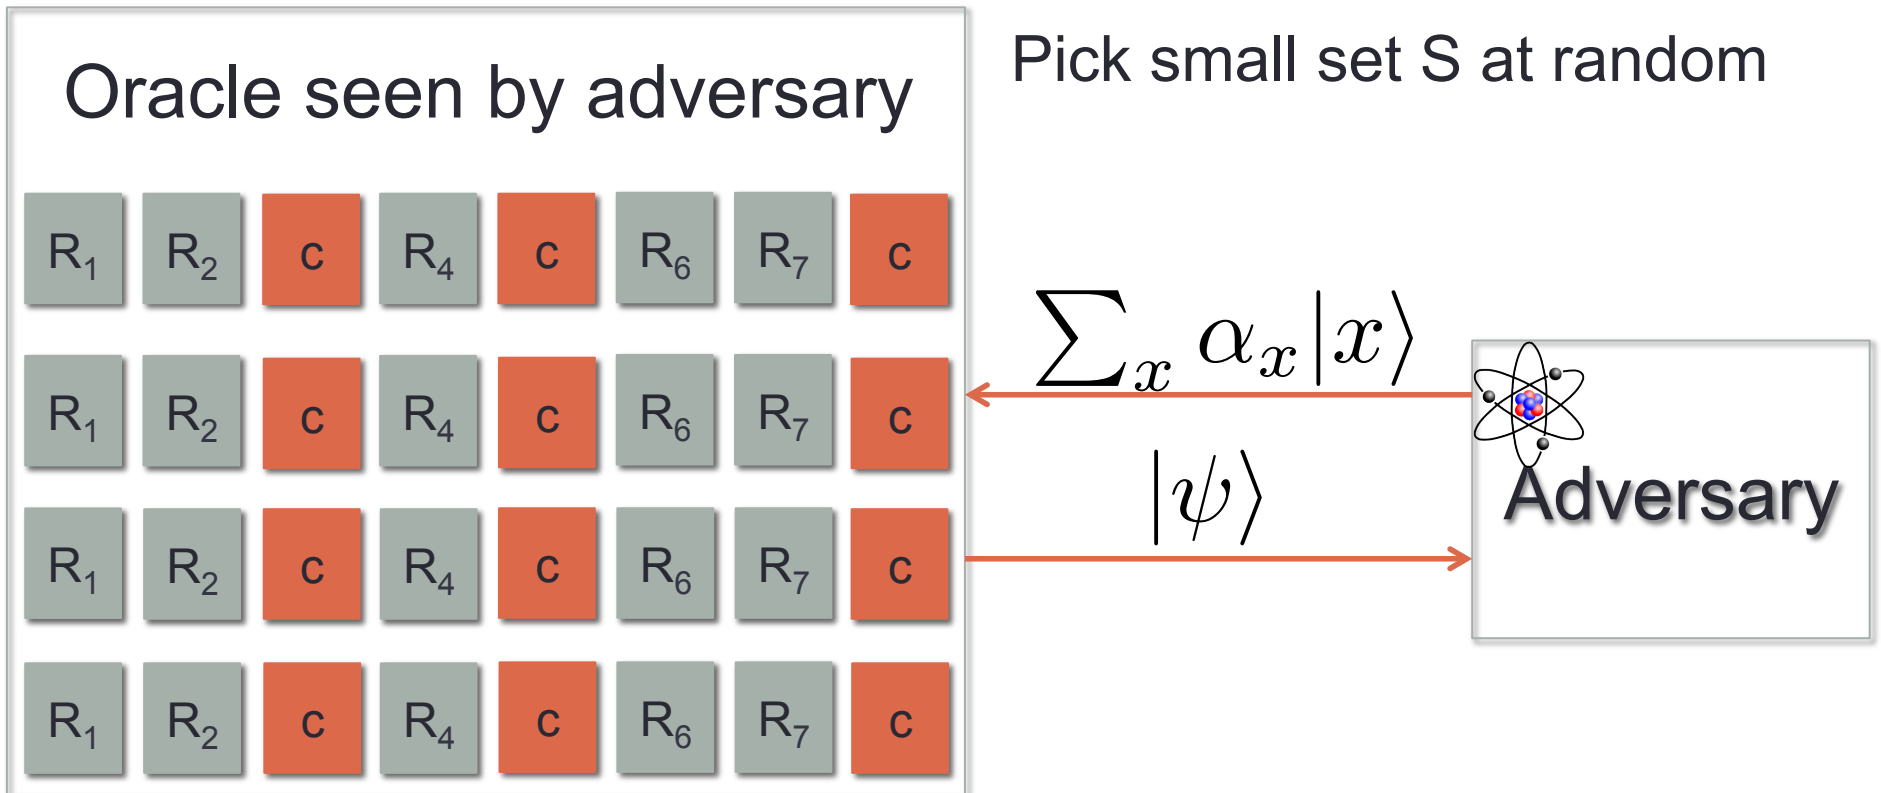 Oracle seen by adversary
Pick small set S at random
R₁ R₂ c R₄ c R₆ R₇ c
R₁ R₂ c R₄ c R₆ R₇ c
R₁ R₂ c R₄ c R₆ R₇ c
R₁ R₂ c R₄ c R₆ R₇ c
∑ₓ αₓ|x⟩
|ψ⟩
Adversary